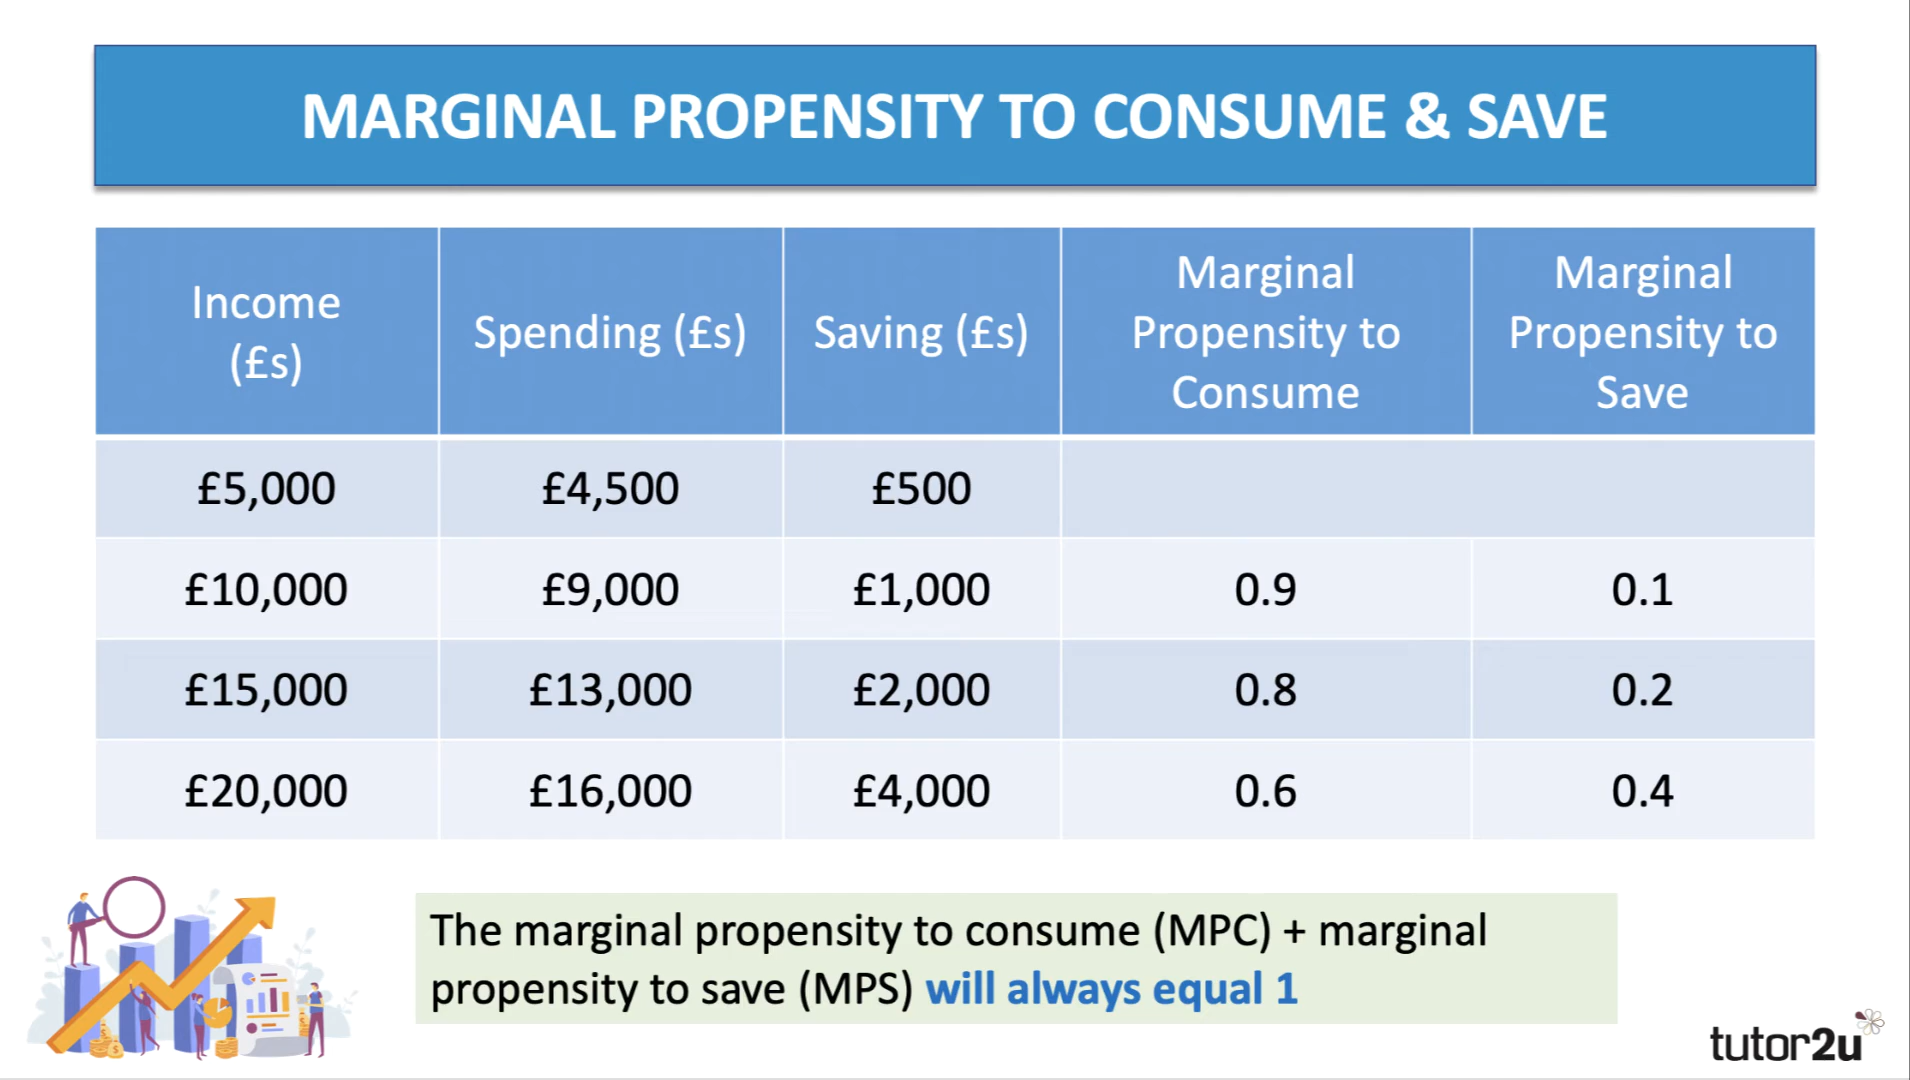 MARGINAL PROPENSITY TO CONSUME & SAVE
Income
(£s)
Spending (£s)
Saving (£s)
Marginal
Propensity to
Consume
Marginal
Propensity to
Save
£5,000 £4,500 £500
£10,000 £9,000 £1,000 0.9 0.1
£15,000 £13,000 £2,000 0.8 0.2
£20,000 £16,000 £4,000 0.6 0.4
The marginal propensity to consume (MPC) + marginal
propensity to save (MPS) will always equal 1
tutor2u